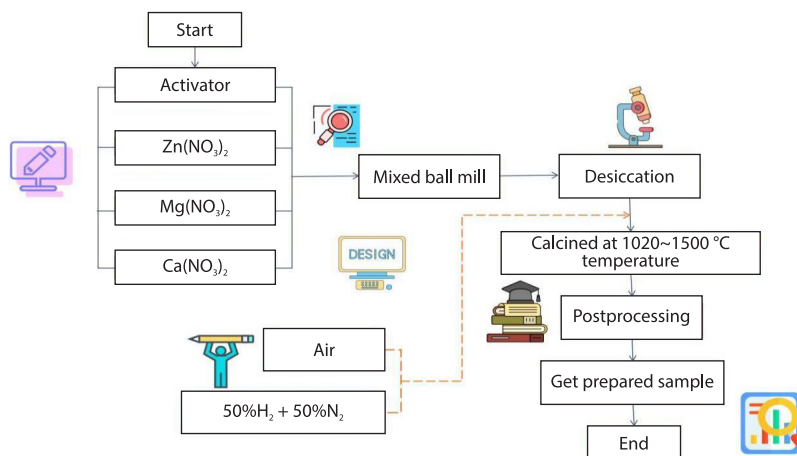 Start
Activator
Zn(NO₃)₂
Mg(NO₃)₂
Ca(NO₃)₂
Mixed ball mill
Desiccation
DESIGN
Calcined at 1020~1500 °C
temperature
Postprocessing
Air
50%H₂ + 50%N₂
Get prepared sample
End